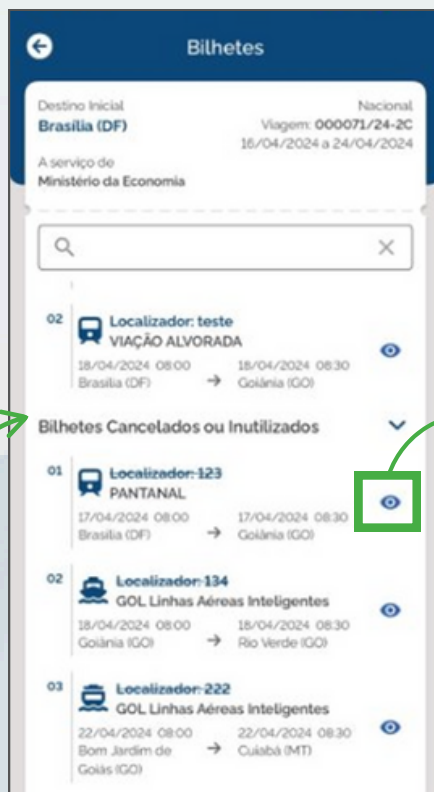 Bilhetes
Destino Inicial
Nacional
Brasília (DF)
Viagem: 000071/24-2C
16/04/2024 a 24/04/2024
A serviço de
Ministério da Economia
02
Localizador: teste
VIAÇÃO ALVORADA
18/04/2024 08:00
18/04/2024 08:30
Brasília (DF)
→
Goiânia (GO)
Bilhetes Cancelados ou Inutilizados
01
Localizador: 123
PANTANAL
17/04/2024 08:00
17/04/2024 08:30
Brasília (DF)
→
Goiânia (GO)
02
Localizador: 134
GOL Linhas Aéreas Inteligentes
18/04/2024 08:00
18/04/2024 08:30
Goiânia (GO)
→
Rio Verde (GO)
03
Localizador: 222
GOL Linhas Aéreas Inteligentes
22/04/2024 08:00
22/04/2024 08:30
Bom Jardim de
→
Cuiabá (MT)
Goiás (GO)